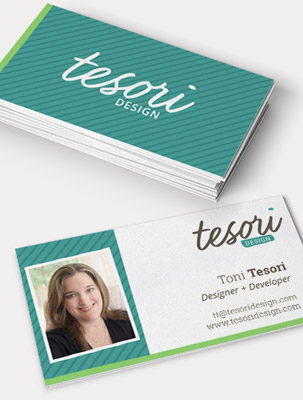 tesori
DESIGN
tesori
DESIGN
Toni Tesori
Designer + Developer
tt@tesoridesign.com
www.tesoridesign.com